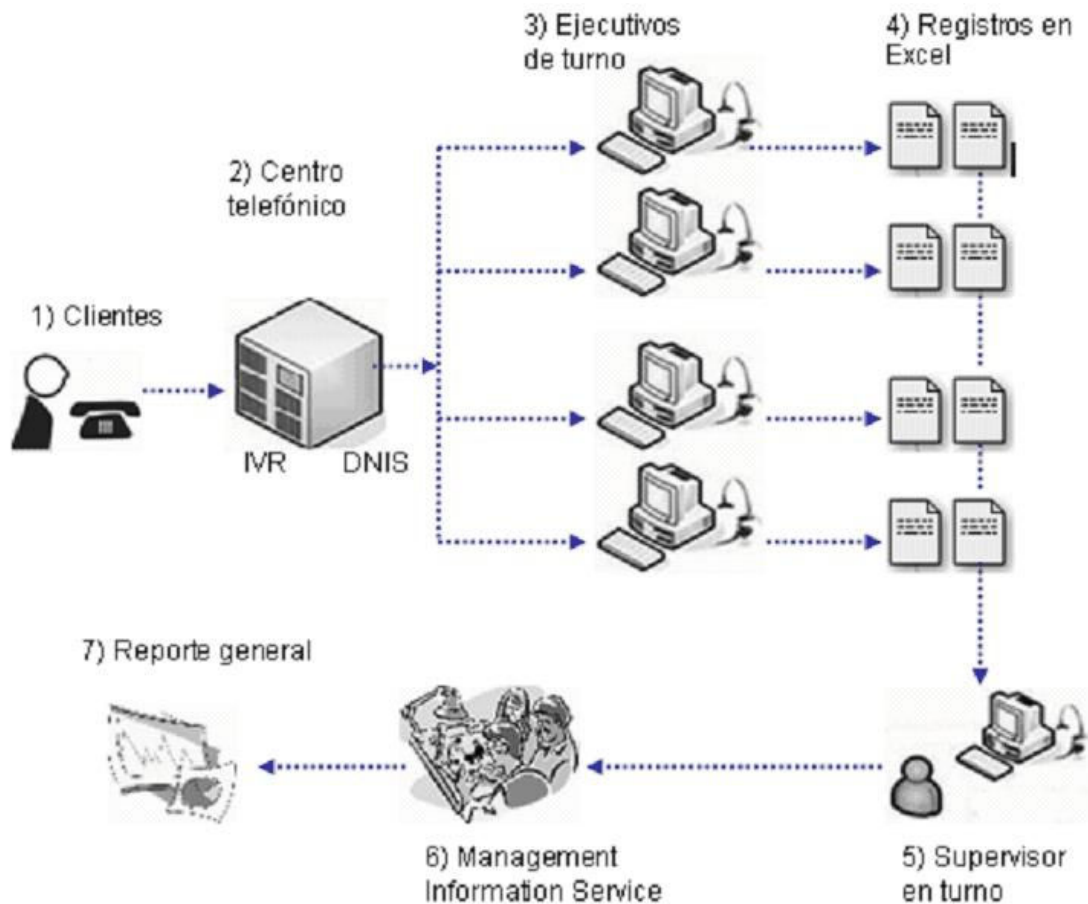 3) Ejecutivos
de turno
4) Registros en
Excel
2) Centro
telefónico
1) Clientes
IVR DNIS
7) Reporte general
6) Management
Information Service
5) Supervisor
en turno